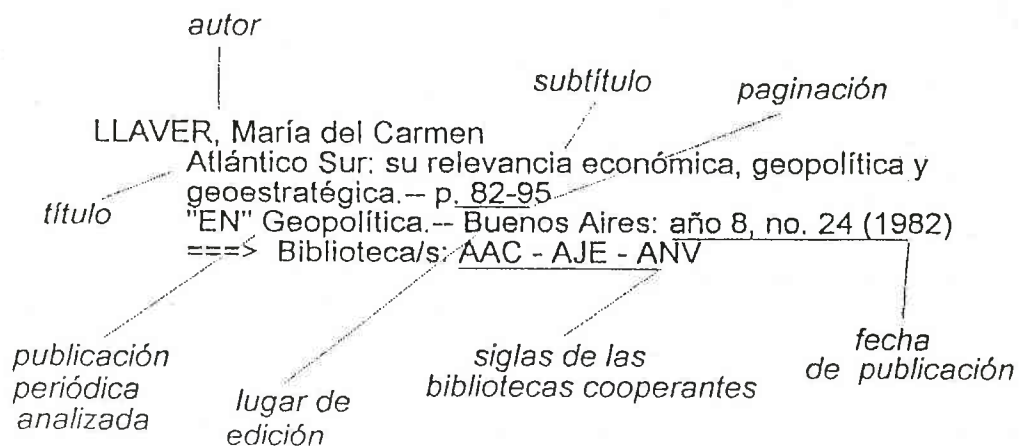 autor
subtítulo
paginación
LLAVER, María del Carmen
Atlántico Sur: su relevancia económica, geopolítica y
geoestratégica.-- p. 82-95
título
"EN" Geopolítica.-- Buenos Aires: año 8, no. 24 (1982)
===> Biblioteca/s: AAC - AJE - ANV
publicación
periódica
analizada
lugar de
edición
siglas de las
bibliotecas cooperantes
fecha
de publicación